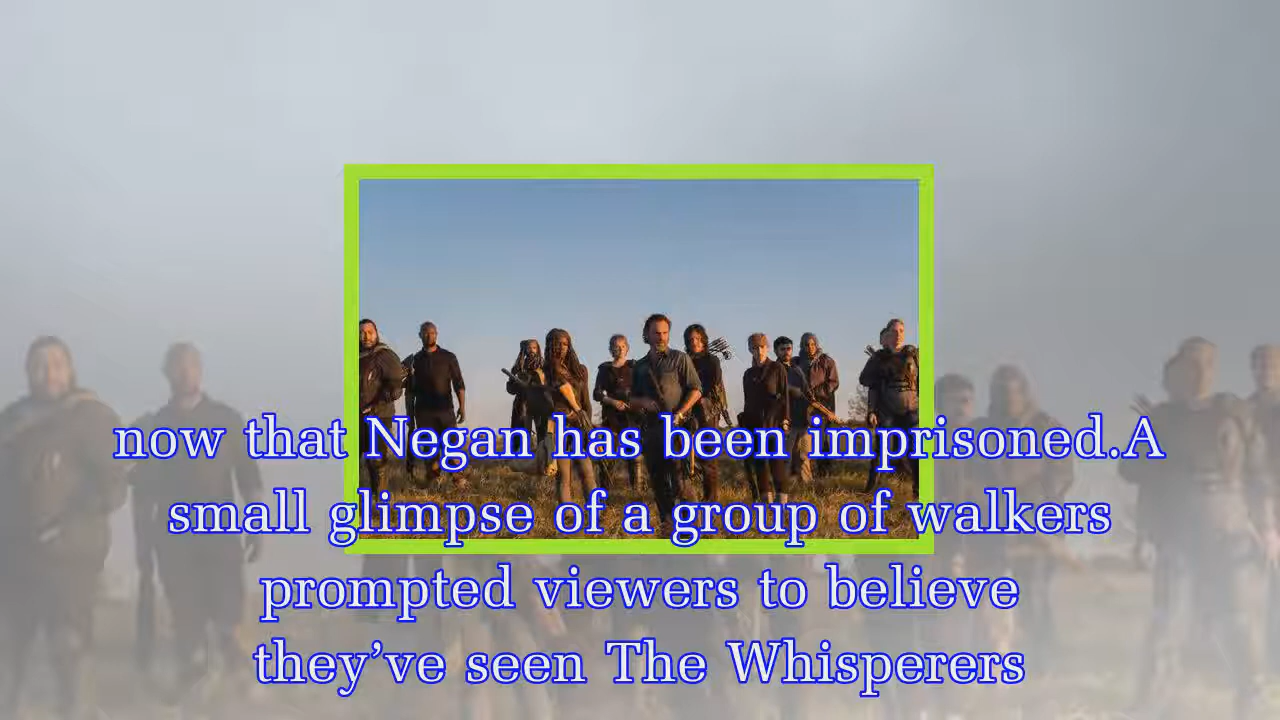 now that Negan has been imprisoned.A
small glimpse of a group of walkers
prompted viewers to believe
they’ve seen The Whisperers